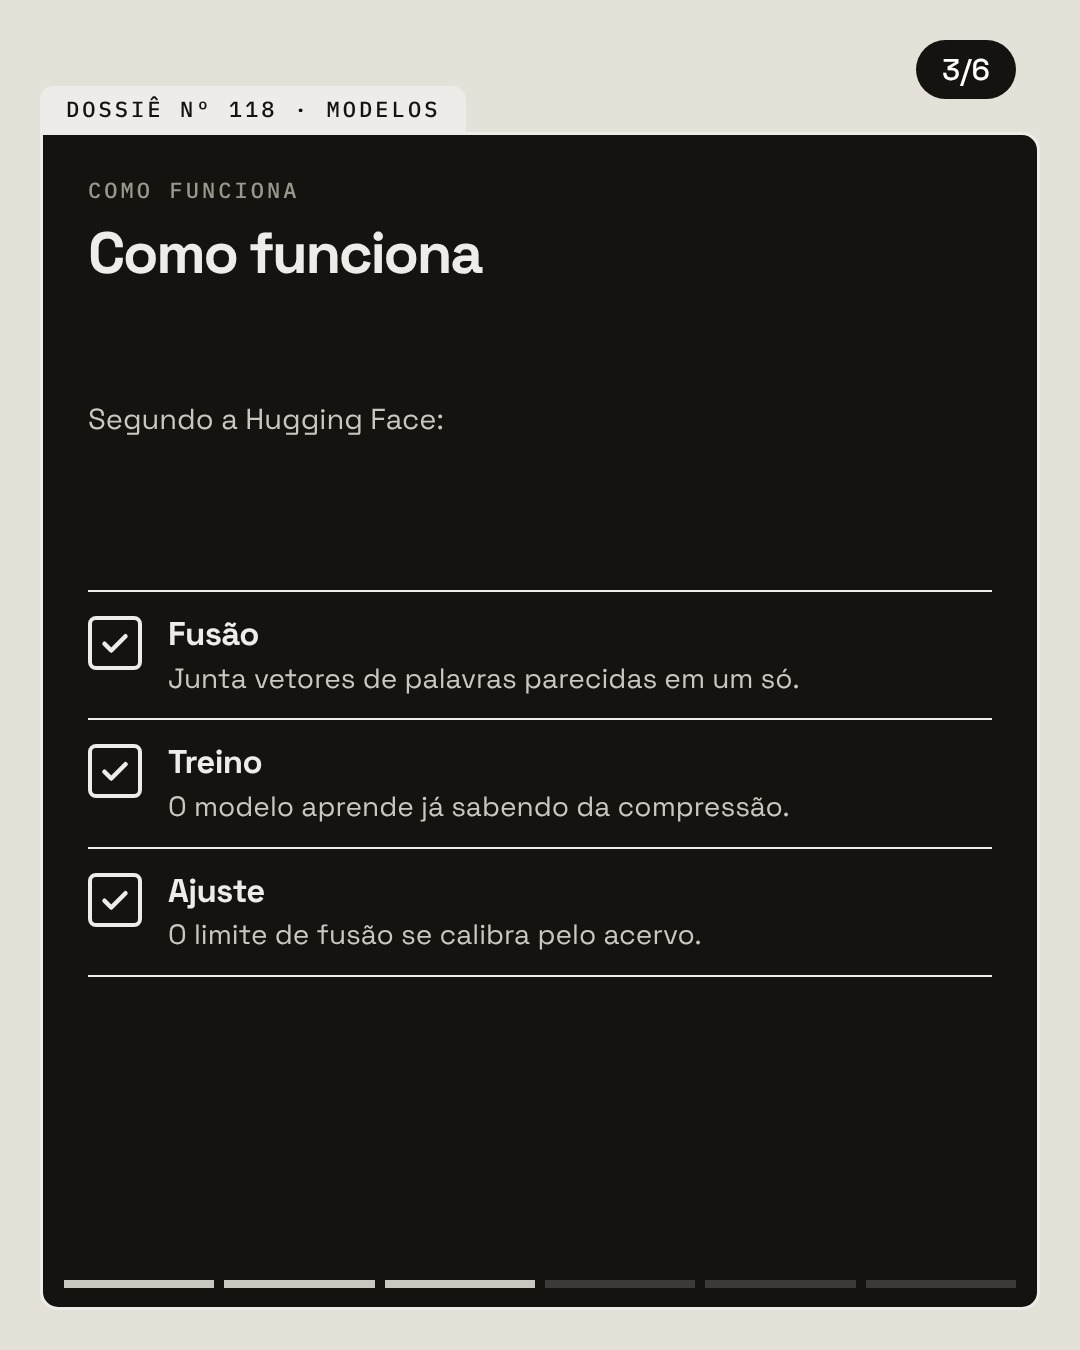 3/6
DOSSIÊ Nº 118 · MODELOS
COMO FUNCIONA
Como funciona
Segundo a Hugging Face:
Fusão
Junta vetores de palavras parecidas em um só.
Treino
O modelo aprende já sabendo da compressão.
Ajuste
O limite de fusão se calibra pelo acervo.